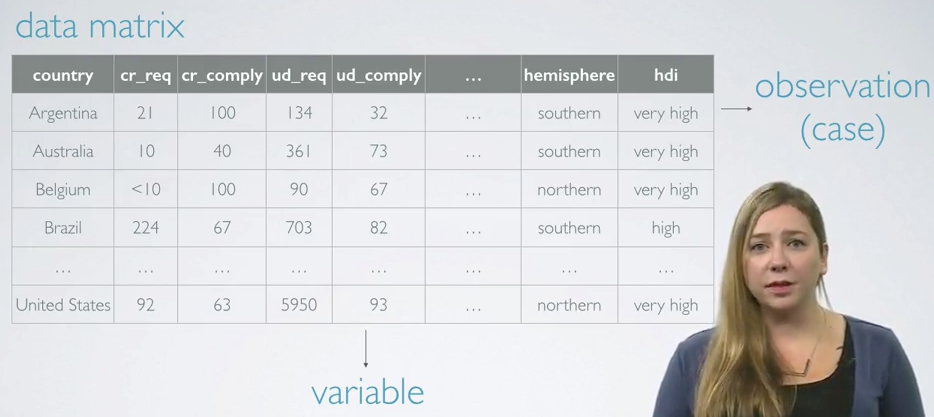 data matrix
country cr_req cr_comply ud_req ud_comply ... hemisphere hdi
Argentina 21 100 134 32 ... southern very high
Australia 10 40 361 73 ... southern very high
Belgium <10 100 90 67 ... northern very high
Brazil 224 67 703 82 ... southern high
... ... ... ... ... ... ... ...
United States 92 63 5950 93 ... northern very high
observation
(case)
variable